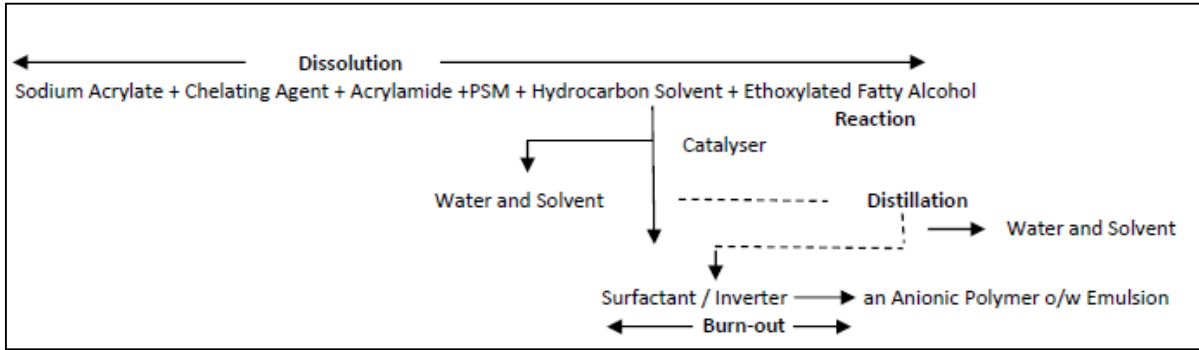 Dissolution
Sodium Acrylate + Chelating Agent + Acrylamide +PSM + Hydrocarbon Solvent + Ethoxylated Fatty Alcohol
Reaction
Catalyser
Water and Solvent
Distillation
Water and Solvent
Surfactant / Inverter
an Anionic Polymer o/w Emulsion
Burn-out